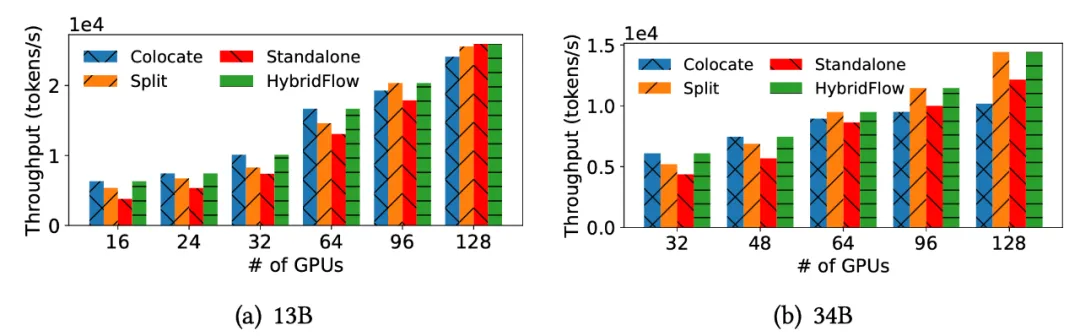 1e4
Throughput (tokens/s)
2
1
0
Colocate
Split
Standalone
HybridFlow
16 24 32 64 96 128
# of GPUs
(a) 13B
1e4
Throughput (tokens/s)
1.5
1.0
0.5
0.0
Colocate
Split
Standalone
HybridFlow
32 48 64 96 128
# of GPUs
(b) 34B